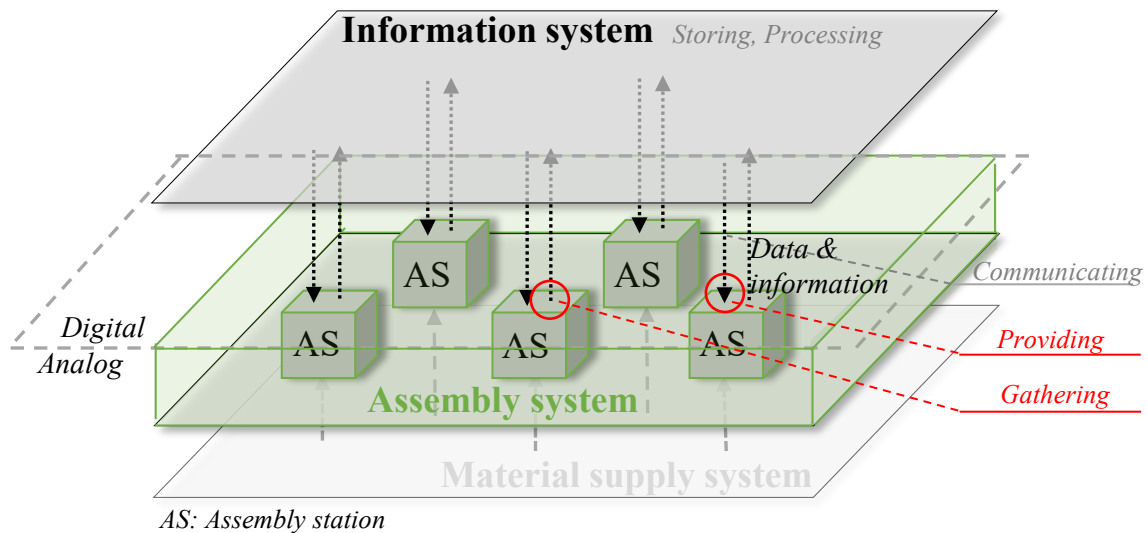 Information system Storing, Processing
AS
AS
Data &
information
Communicating
Digital
Analog
AS
AS
AS
Providing
Assembly system
Gathering
Material supply system
AS: Assembly station